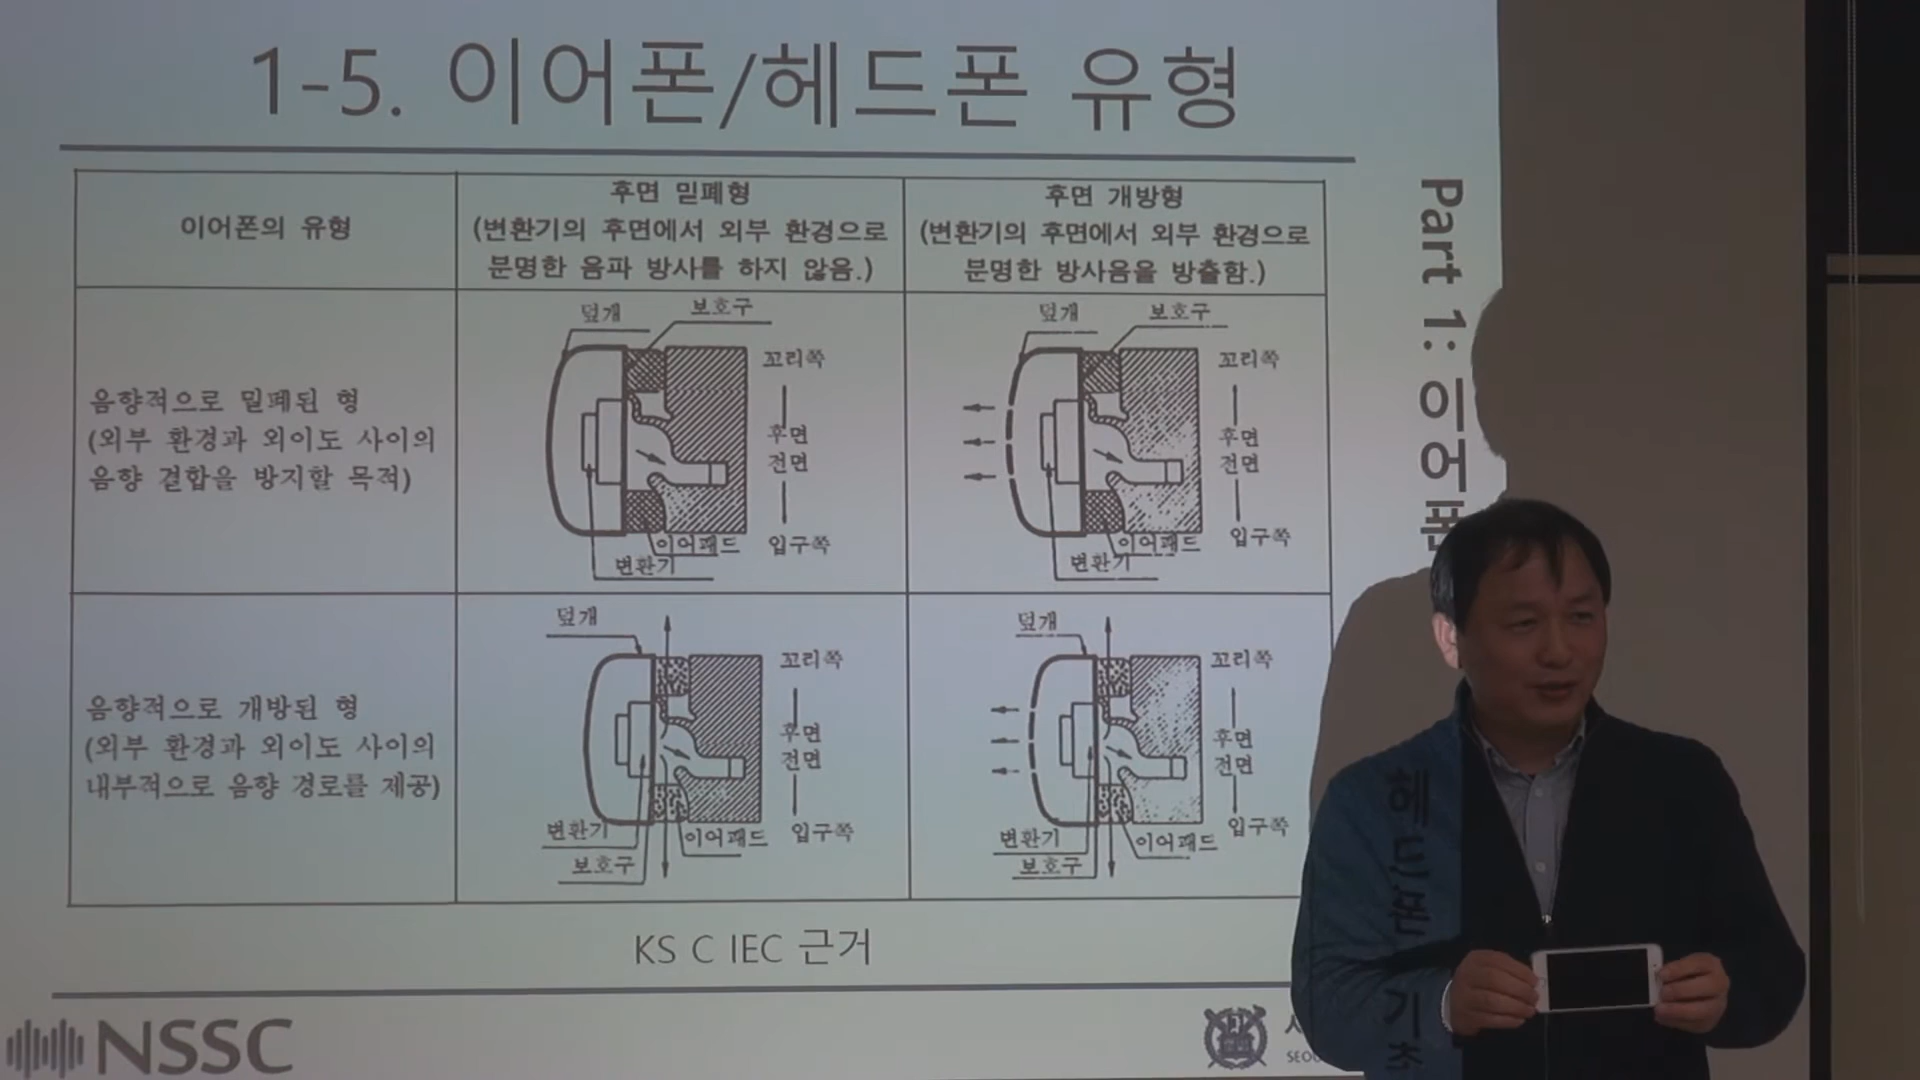 1-5. 이어폰/헤드폰 유형
이어폰의 유형
후면 밀폐형
(변환기의 후면에서 외부 환경으로
분명한 음파 방사를 하지 않음.)
후면 개방형
(변환기의 후면에서 외부 환경으로
분명한 방사음을 방출함.)
음향적으로 밀폐된 형
(외부 환경과 외이도 사이의
음향 결합을 방지할 목적)
덮개
보호구
꼬리쪽
후면
전면
입구쪽
이어패드
변환기
덮개
보호구
꼬리쪽
후면
전면
입구쪽
이어패드
변환기
음향적으로 개방된 형
(외부 환경과 외이도 사이의
내부적으로 음향 경로를 제공)
덮개
꼬리쪽
후면
전면
입구쪽
변환기
이어패드
보호구
덮개
꼬리쪽
후면
전면
입구쪽
변환기
이어패드
보호구
KS C IEC 근거
NSSC
Part 1: 이어폰 헤드폰 기초